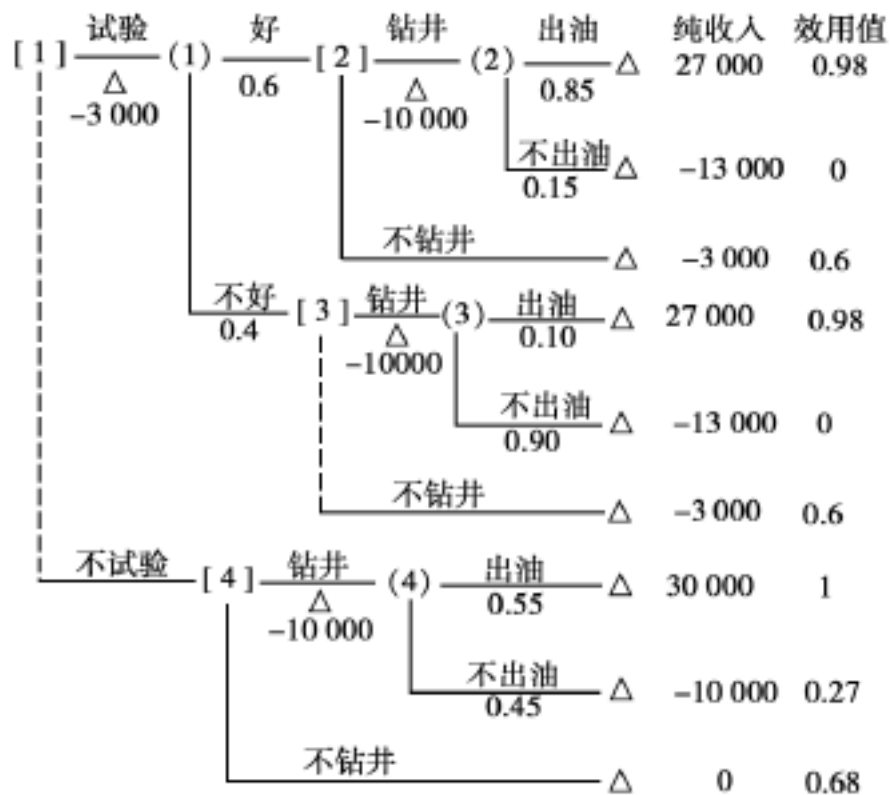 试验 好 钻井 出油 纯收入 效用值
[1] (1) [2] (2) △ 27 000 0.98
△ 0.6 △ 0.85
-3 000 -10 000
不出油 △ -13 000 0
0.15
不钻井 △ -3 000 0.6
不好 [3] 钻井 (3) 出油 △ 27 000 0.98
0.4 △ 0.10
-10000
不出油 △ -13 000 0
0.90
不钻井 △ -3 000 0.6
不试验 [4] 钻井 (4) 出油 △ 30 000 1
△ 0.55
-10 000
不出油 △ -10 000 0.27
0.45
不钻井 △ 0 0.68